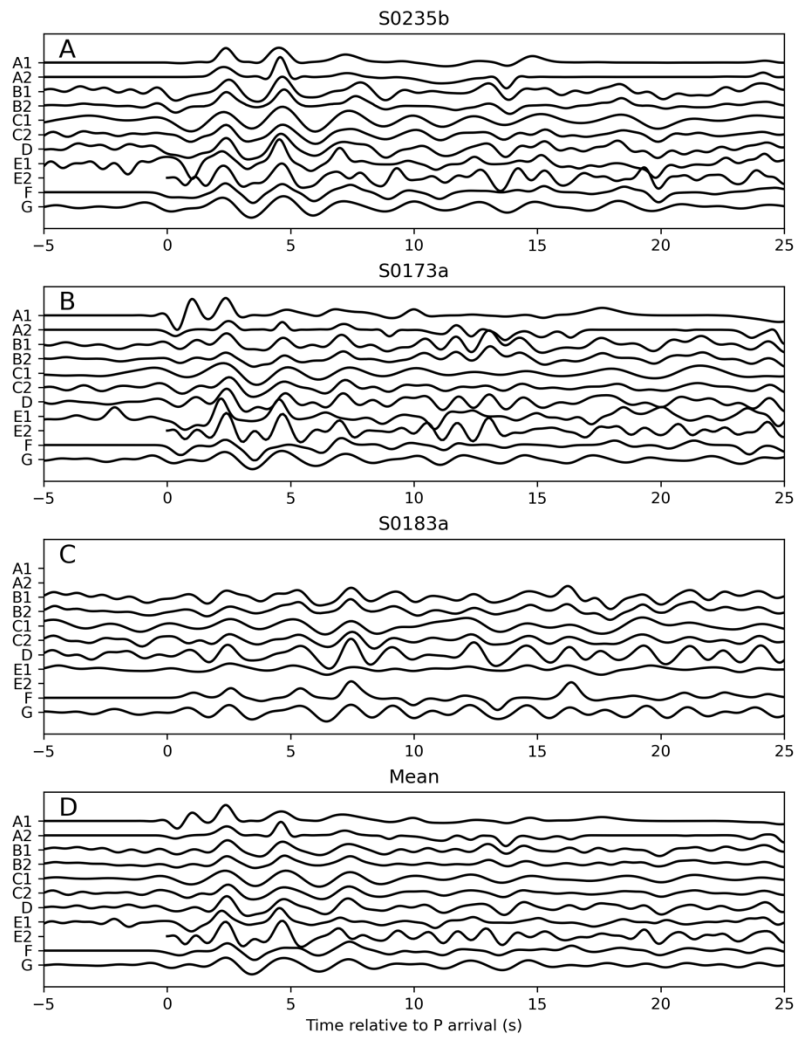 S0235b
A
A1
A2
B1
B2
C1
C2
D
E1
E2
F
G
−5 0 5 10 15 20 25
S0173a
B
A1
A2
B1
B2
C1
C2
D
E1
E2
F
G
−5 0 5 10 15 20 25
S0183a
C
A1
A2
B1
B2
C1
C2
D
E1
E2
F
G
−5 0 5 10 15 20 25
Mean
D
A1
A2
B1
B2
C1
C2
D
E1
E2
F
G
−5 0 5 10 15 20 25
Time relative to P arrival (s)